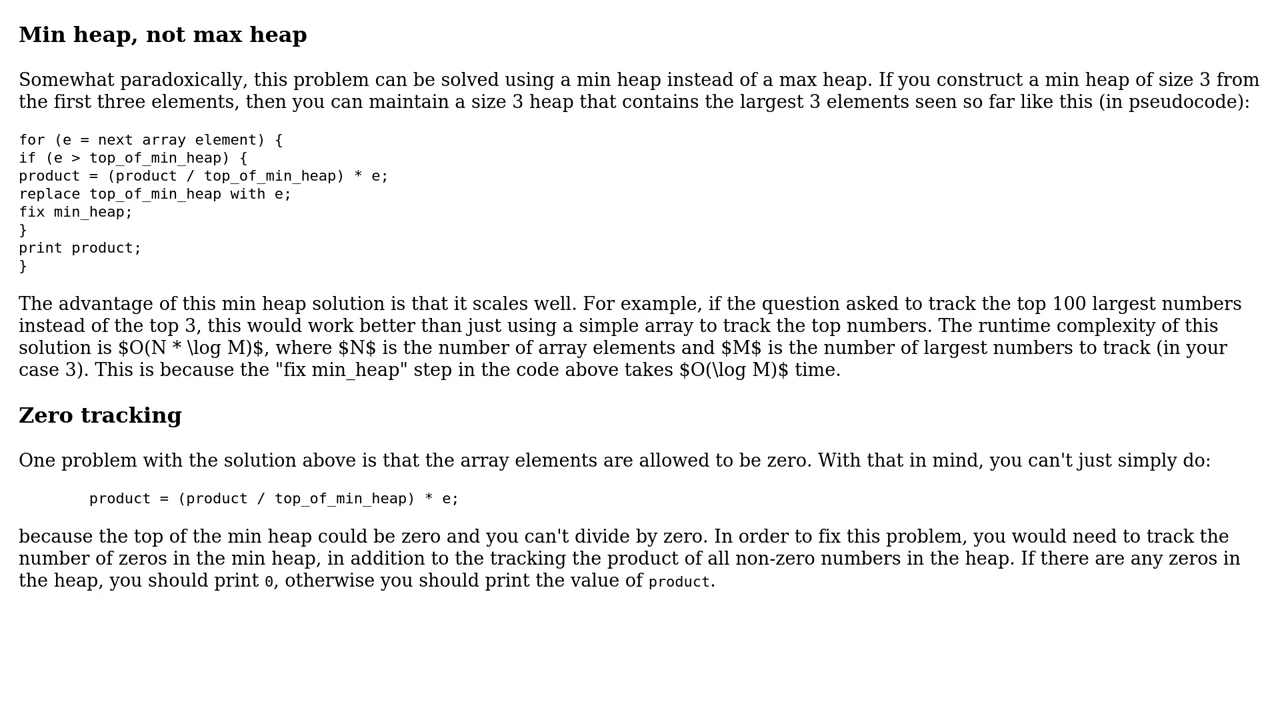 Min heap, not max heap
Somewhat paradoxically, this problem can be solved using a min heap instead of a max heap. If you construct a min heap of size 3 from
the first three elements, then you can maintain a size 3 heap that contains the largest 3 elements seen so far like this (in pseudocode):
for (e = next array element) {
if (e > top_of_min_heap) {
product = (product / top_of_min_heap) * e;
replace top_of_min_heap with e;
fix min_heap;
}
print product;
}
The advantage of this min heap solution is that it scales well. For example, if the question asked to track the top 100 largest numbers
instead of the top 3, this would work better than just using a simple array to track the top numbers. The runtime complexity of this
solution is $O(N * \log M)$, where $N$ is the number of array elements and $M$ is the number of largest numbers to track (in your
case 3). This is because the "fix min_heap" step in the code above takes $O(\log M)$ time.
Zero tracking
One problem with the solution above is that the array elements are allowed to be zero. With that in mind, you can't just simply do:
product = (product / top_of_min_heap) * e;
because the top of the min heap could be zero and you can't divide by zero. In order to fix this problem, you would need to track the
number of zeros in the min heap, in addition to the tracking the product of all non-zero numbers in the heap. If there are any zeros in
the heap, you should print 0, otherwise you should print the value of product.